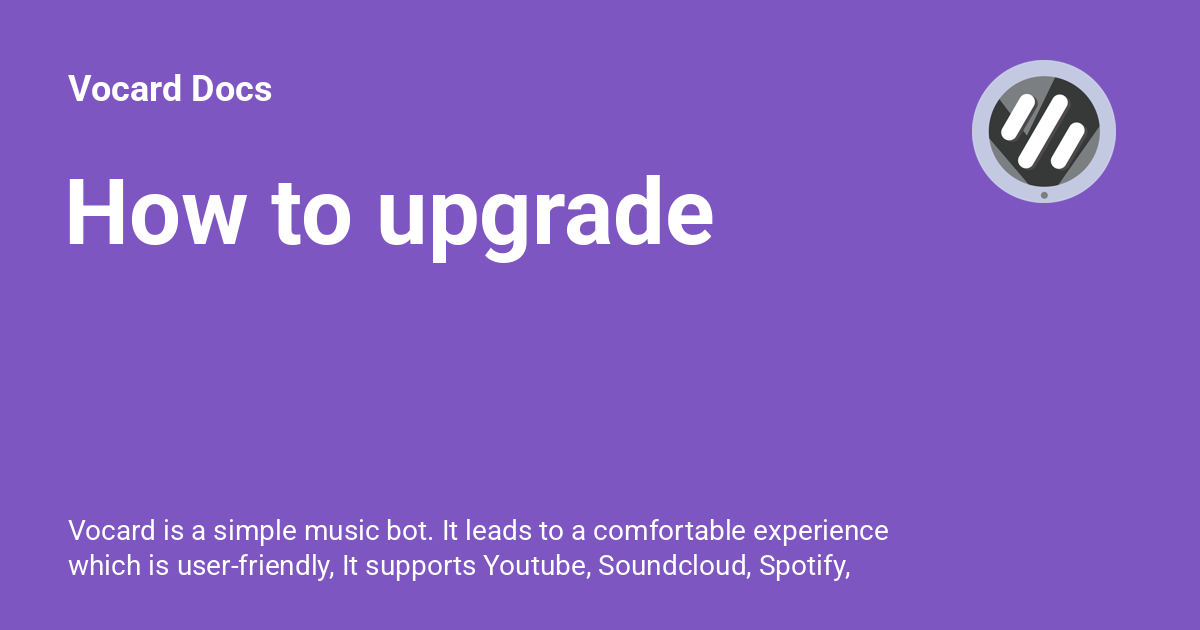 Vocard Docs
How to upgrade
Vocard is a simple music bot. It leads to a comfortable experience
which is user-friendly, It supports Youtube, Soundcloud, Spotify,